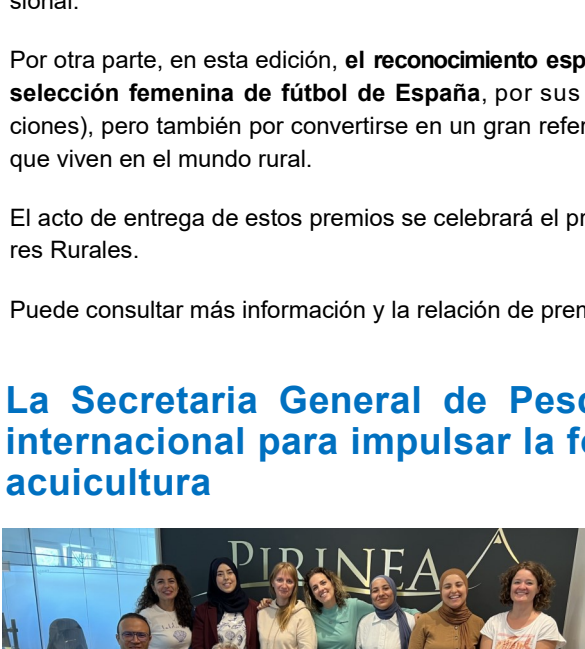 sional.
Por otra parte, en esta edición, el reconocimiento esp
selección femenina de fútbol de España, por sus
ciones), pero también por convertirse en un gran refer
que viven en el mundo rural.
El acto de entrega de estos premios se celebrará el pr
res Rurales.
Puede consultar más información y la relación de prem
La Secretaria General de Pesc
internacional para impulsar la fo
acuicultura
PIRINEA